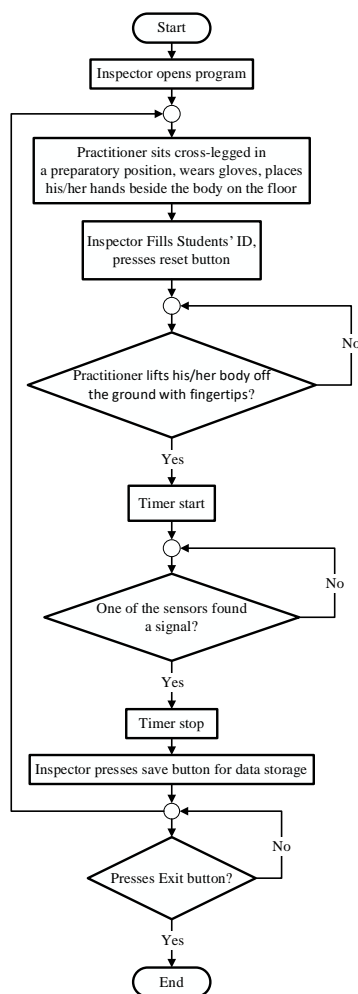 Start
Inspector opens program
Practitioner sits cross-legged in
a preparatory position, wears gloves, places
his/her hands beside the body on the floor
Inspector Fills Students' ID,
presses reset button
No
Practitioner lifts his/her body off
the ground with fingertips?
Yes
Timer start
No
One of the sensors found
a signal?
Yes
Timer stop
Inspector presses save button for data storage
No
Presses Exit button?
Yes
End